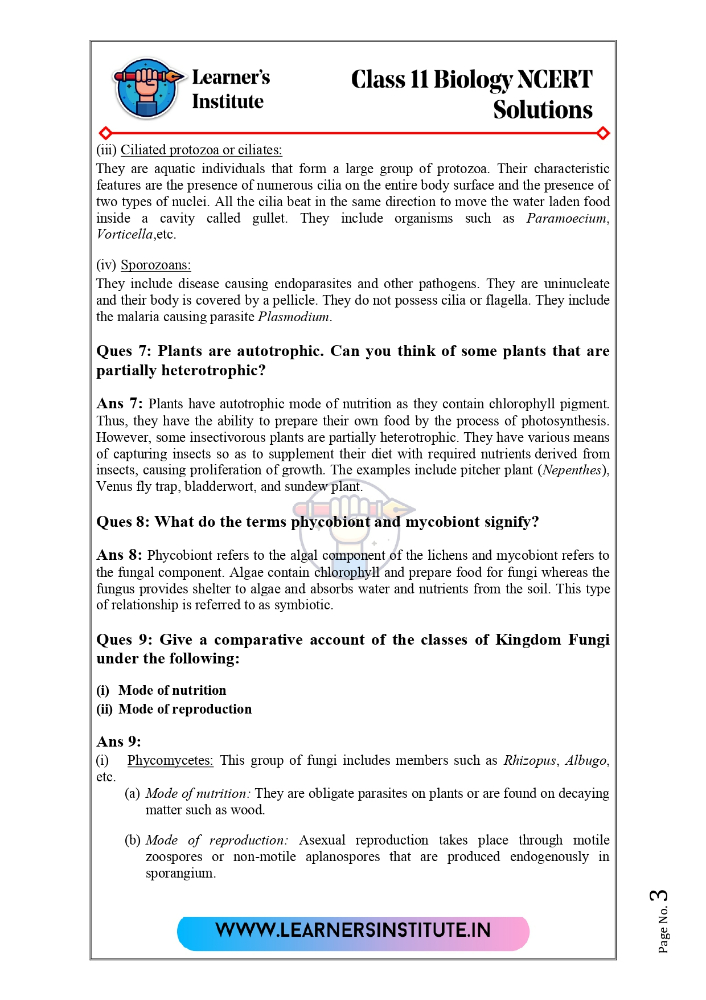 Learner's
Institute
Class 11 Biology NCERT
Solutions
(iii) Ciliated protozoa or ciliates:
They are aquatic individuals that form a large group of protozoa. Their characteristic
features are the presence of numerous cilia on the entire body surface and the presence of
two types of nuclei. All the cilia beat in the same direction to move the water laden food
inside a cavity called gullet. They include organisms such as Paramoecium,
Vorticella,etc.
(iv) Sporozoans:
They include disease causing endoparasites and other pathogens. They are uninucleate
and their body is covered by a pellicle. They do not possess cilia or flagella. They include
the malaria causing parasite Plasmodium.
Ques 7: Plants are autotrophic. Can you think of some plants that are
partially heterotrophic?
Ans 7: Plants have autotrophic mode of nutrition as they contain chlorophyll pigment.
Thus, they have the ability to prepare their own food by the process of photosynthesis.
However, some insectivorous plants are partially heterotrophic. They have various means
of capturing insects so as to supplement their diet with required nutrients derived from
insects, causing proliferation of growth. The examples include pitcher plant (Nepenthes),
Venus fly trap, bladderwort, and sundew plant.
Ques 8: What do the terms phycobiont and mycobiont signify?
Ans 8: Phycobiont refers to the algal component of the lichens and mycobiont refers to
the fungal component. Algae contain chlorophyll and prepare food for fungi whereas the
fungus provides shelter to algae and absorbs water and nutrients from the soil. This type
of relationship is referred to as symbiotic.
Ques 9: Give a comparative account of the classes of Kingdom Fungi
under the following:
(i) Mode of nutrition
(ii) Mode of reproduction
Ans 9:
(i) Phycomycetes: This group of fungi includes members such as Rhizopus, Albugo,
etc.
(a) Mode of nutrition: They are obligate parasites on plants or are found on decaying
matter such as wood.
(b) Mode of reproduction: Asexual reproduction takes place through motile
zoospores or non-motile aplanospores that are produced endogenously in
sporangium.
WWW.LEARNERSINSTITUTE.IN
Page No. 3